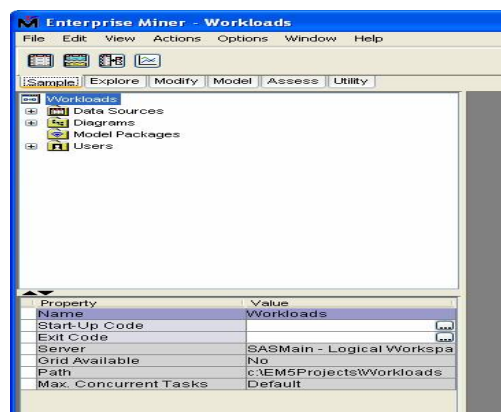 Enterprise Miner - Workloads
File Edit View Actions Options Window Help
Sample Explore Modify Model Assess Utility
Workloads
Data Sources
Diagrams
Model Packages
Users
Property Value
Name Workloads
Start-Up Code ...
Exit Code ...
Server SASMain - Logical Workspa
Grid Available No
Path c:\EM5Projects\Workloads
Max. Concurrent Tasks Default